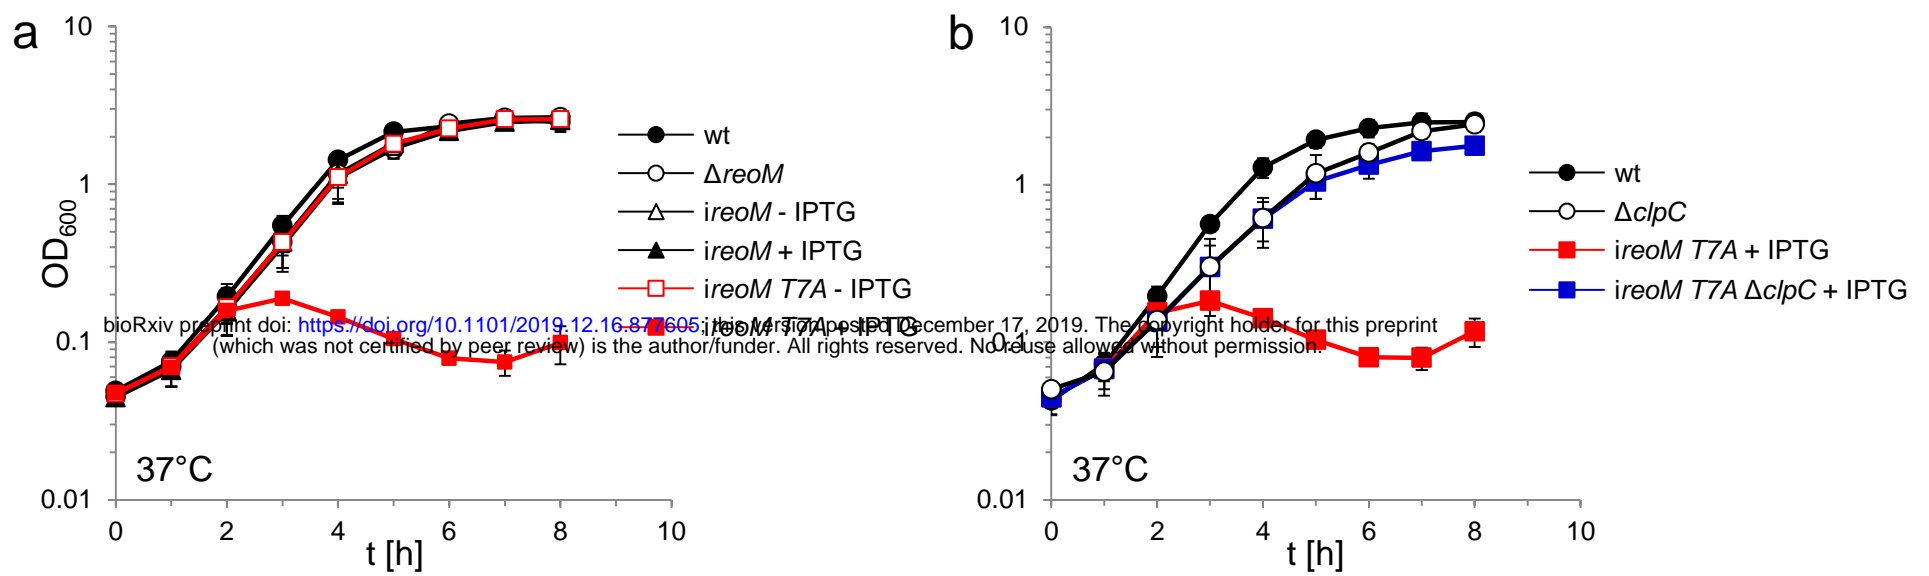 a
10
1
0.1
0.01
OD600
0 2 4 6 8 10
t [h]
37°C
wt
ΔreoM
ireoM - IPTG
ireoM + IPTG
ireoM T7A - IPTG
ireoM T7A + IPTG
b
10
1
0.1
0.01
0 2 4 6 8 10
t [h]
37°C
wt
ΔclpC
ireoM T7A + IPTG
ireoM T7A ΔclpC + IPTG
bioRxiv preprint doi: https://doi.org/10.1101/2019.12.16.877605; this version posted December 17, 2019. The copyright holder for this preprint
(which was not certified by peer review) is the author/funder. All rights reserved. No reuse allowed without permission.